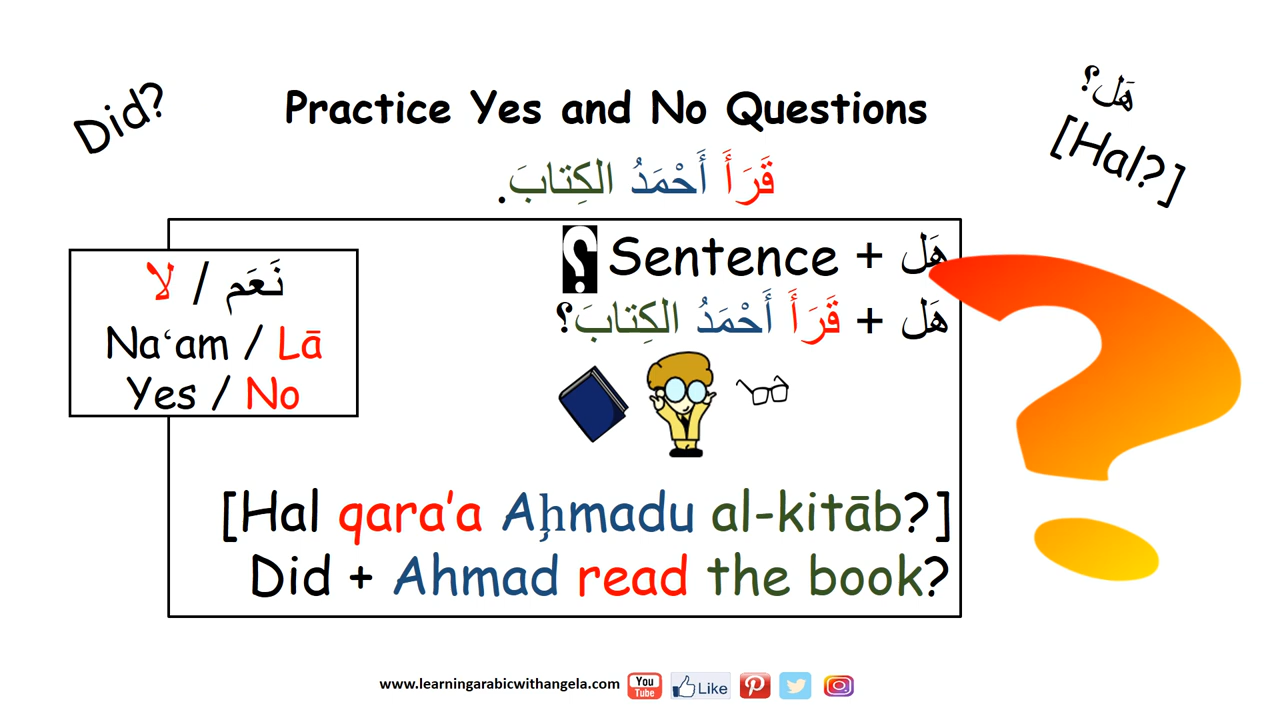 Did?
Practice Yes and No Questions
هَل؟
[Hal?]
قَرَأَ أَحْمَدُ الكِتابَ.
هَل + Sentence ؟
هَل + قَرَأَ أَحْمَدُ الكِتابَ؟
نَعَم / لا
Naʿam / Lā
Yes / No
[Hal qara’a Aḩmadu al-kitāb?]
Did + Ahmad read the book?
www.learningarabicwithangela.com You Tube Like